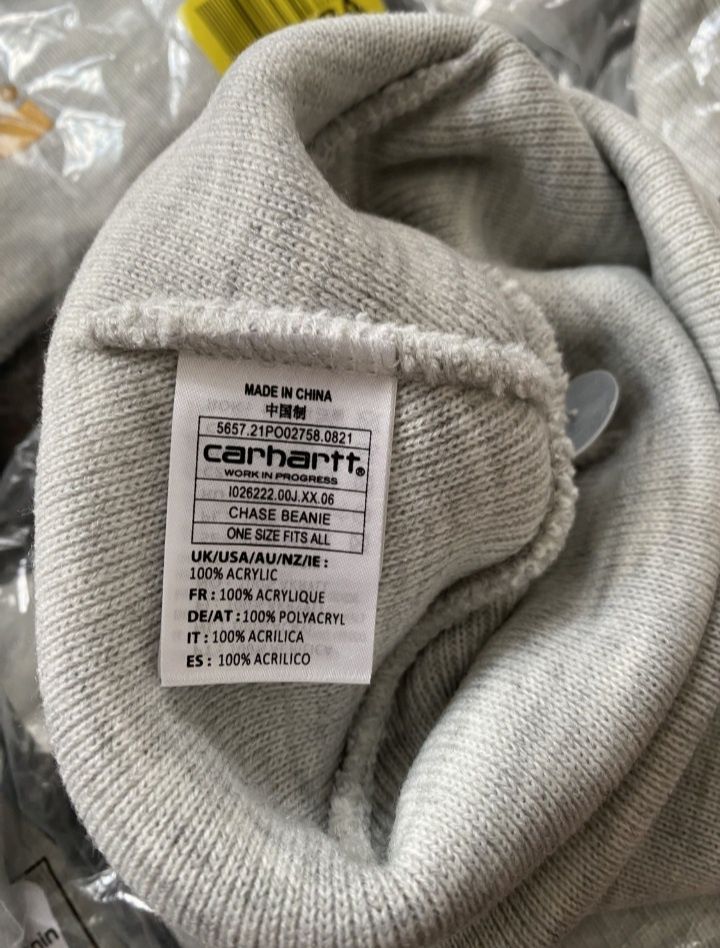 MADE IN CHINA
中国制
5657.21PO02758.0821
carhartt®
WORK IN PROGRESS
I026222.00J.XX.06
CHASE BEANIE
ONE SIZE FITS ALL
UK/USA/AU/NZ/IE :
100% ACRYLIC
FR : 100% ACRYLIQUE
DE/AT : 100% POLYACRYL
IT : 100% ACRILICA
ES : 100% ACRILICO